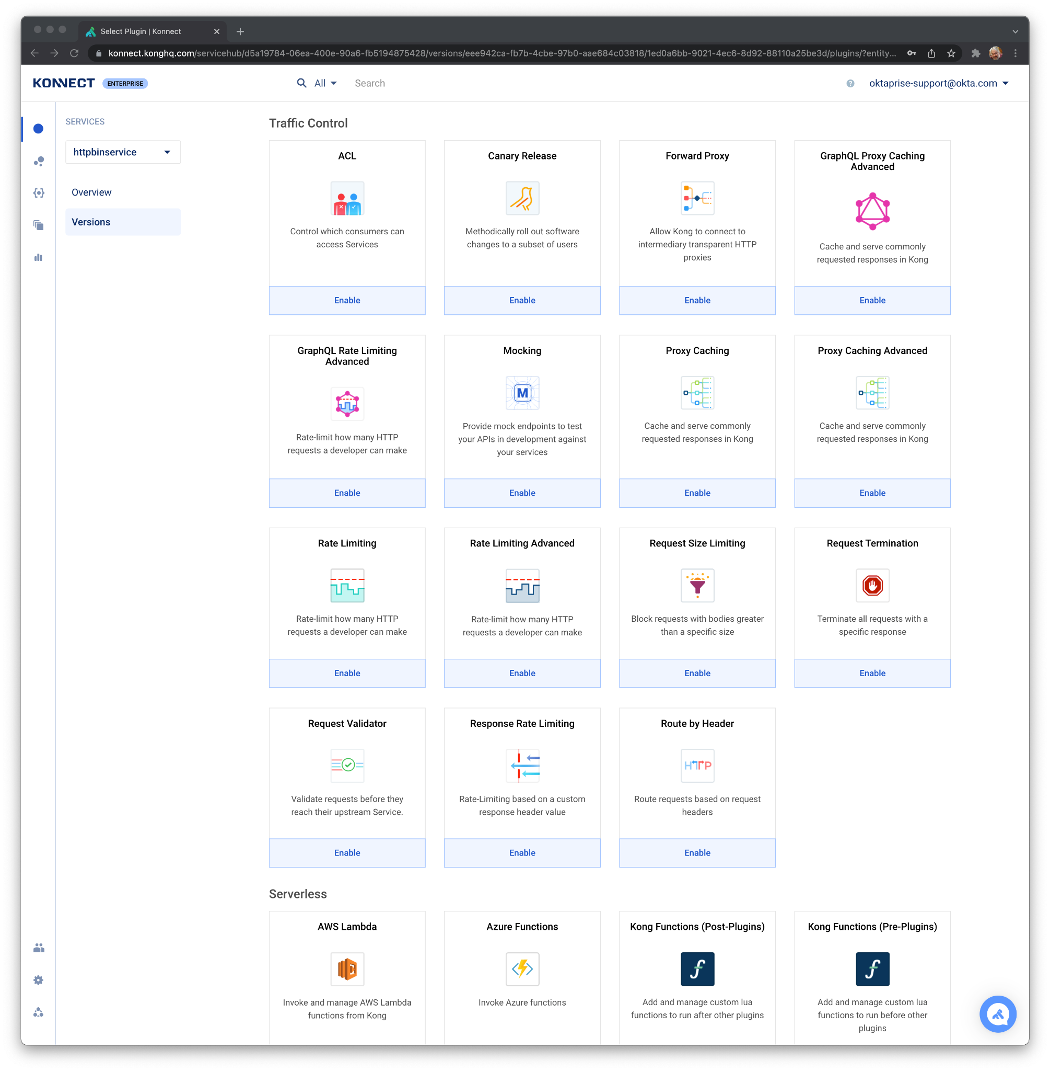 Select Plugin | Konnect
konnect.konghq.com/servicehub/d5a19784-06ea-400e-90a6-fb5194875428/versions/eee942ca-fb7b-4cbe-97b0-aae684c03818/1ed0a6bb-9021-4ec6-8d92-88110a25be3d/plugins/?entity...
KONNECT ENTERPRISE
All Search
oktaprise-support@okta.com
SERVICES
httpbinservice
Overview
Versions
Traffic Control
ACL
Control which consumers can
access Services
Enable
Canary Release
Methodically roll out software
changes to a subset of users
Enable
Forward Proxy
Allow Kong to connect to
intermediary transparent HTTP
proxies
Enable
GraphQL Proxy Caching
Advanced
Cache and serve commonly
requested responses in Kong
Enable
GraphQL Rate Limiting
Advanced
Rate-limit how many HTTP
requests a developer can make
Enable
Mocking
M
Provide mock endpoints to test
your APIs in development against
your services
Enable
Proxy Caching
Cache and serve commonly
requested responses in Kong
Enable
Proxy Caching Advanced
Cache and serve commonly
requested responses in Kong
Enable
Rate Limiting
Rate-limit how many HTTP
requests a developer can make
Enable
Rate Limiting Advanced
Rate-limit how many HTTP
requests a developer can make
Enable
Request Size Limiting
Block requests with bodies greater
than a specific size
Enable
Request Termination
Terminate all requests with a
specific response
Enable
Request Validator
Validate requests before they
reach their upstream Service.
Enable
Response Rate Limiting
Rate-Limiting based on a custom
response header value
Enable
Route by Header
HTTP
Route requests based on request
headers
Enable
Serverless
AWS Lambda
Invoke and manage AWS Lambda
functions from Kong
Azure Functions
Invoke Azure functions
Kong Functions (Post-Plugins)
f
Add and manage custom lua
functions to run after other plugins
Kong Functions (Pre-Plugins)
f
Add and manage custom lua
functions to run before other
plugins